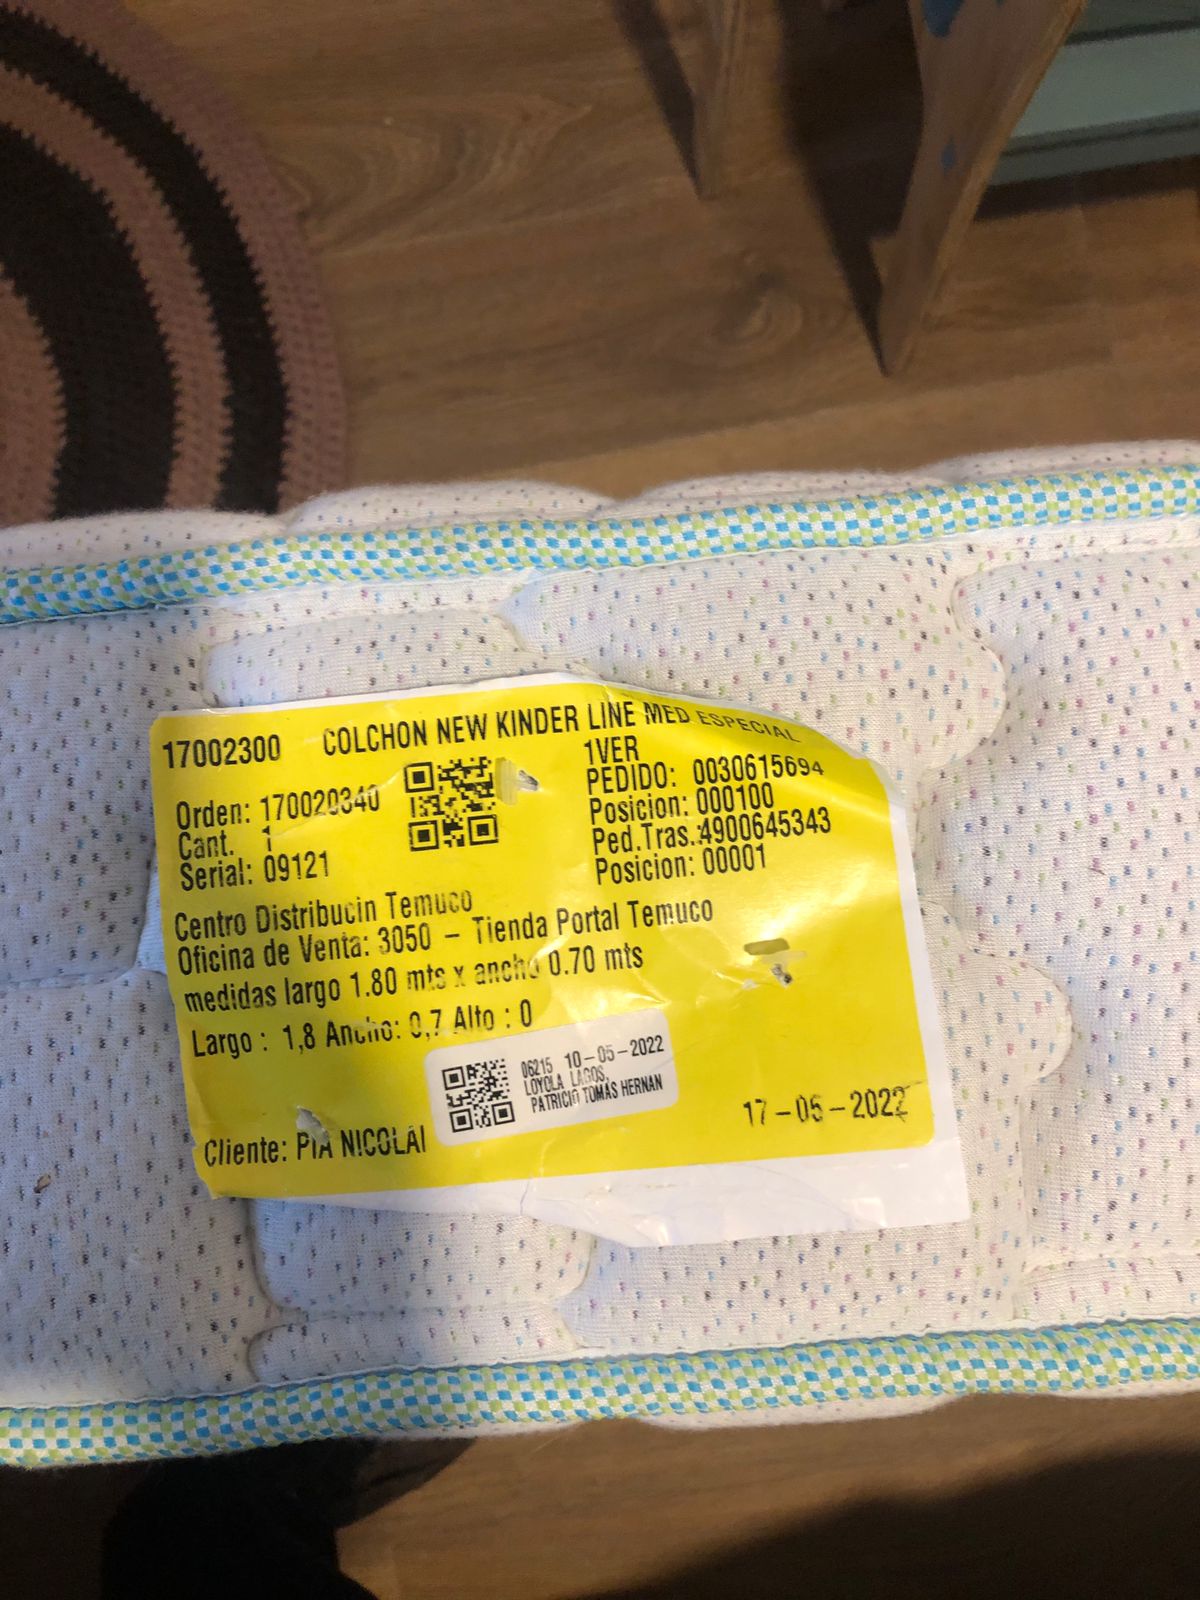 17002300 COLCHON NEW KINDER LINE MED ESPECIAL
1VER
Orden: 170020340
PEDIDO: 0030615694
Cant. 1
Posicion: 000100
Serial: 09121
Ped.Tras.:4900645343
Posicion: 00001
Centro Distribucin Temuco
Oficina de Venta: 3050 – Tienda Portal Temuco
medidas largo 1.80 mts x ancho 0.70 mts
Largo : 1,8 Ancho: 0,7 Alto : 0
06215 10-05-2022
LOYOLA LAGOS,
PATRICIO TOMAS HERNAN
17-05-2022
Cliente: PIA NICOLAI